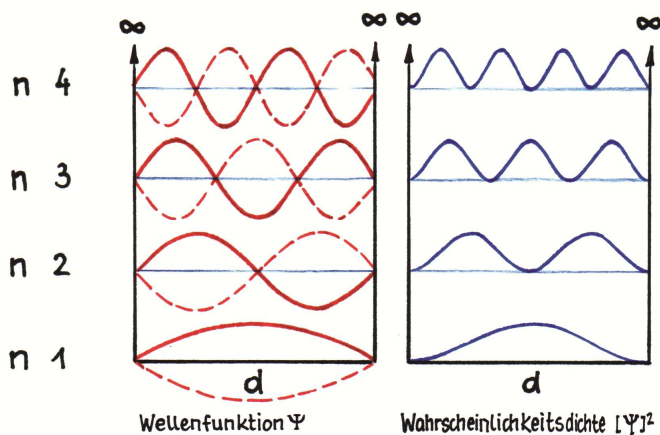 ∞ ∞ ∞ ∞
n 4
n 3
n 2
n 1
d d
Wellenfunktion Ψ Wahrscheinlichkeitsdichte [Ψ]²